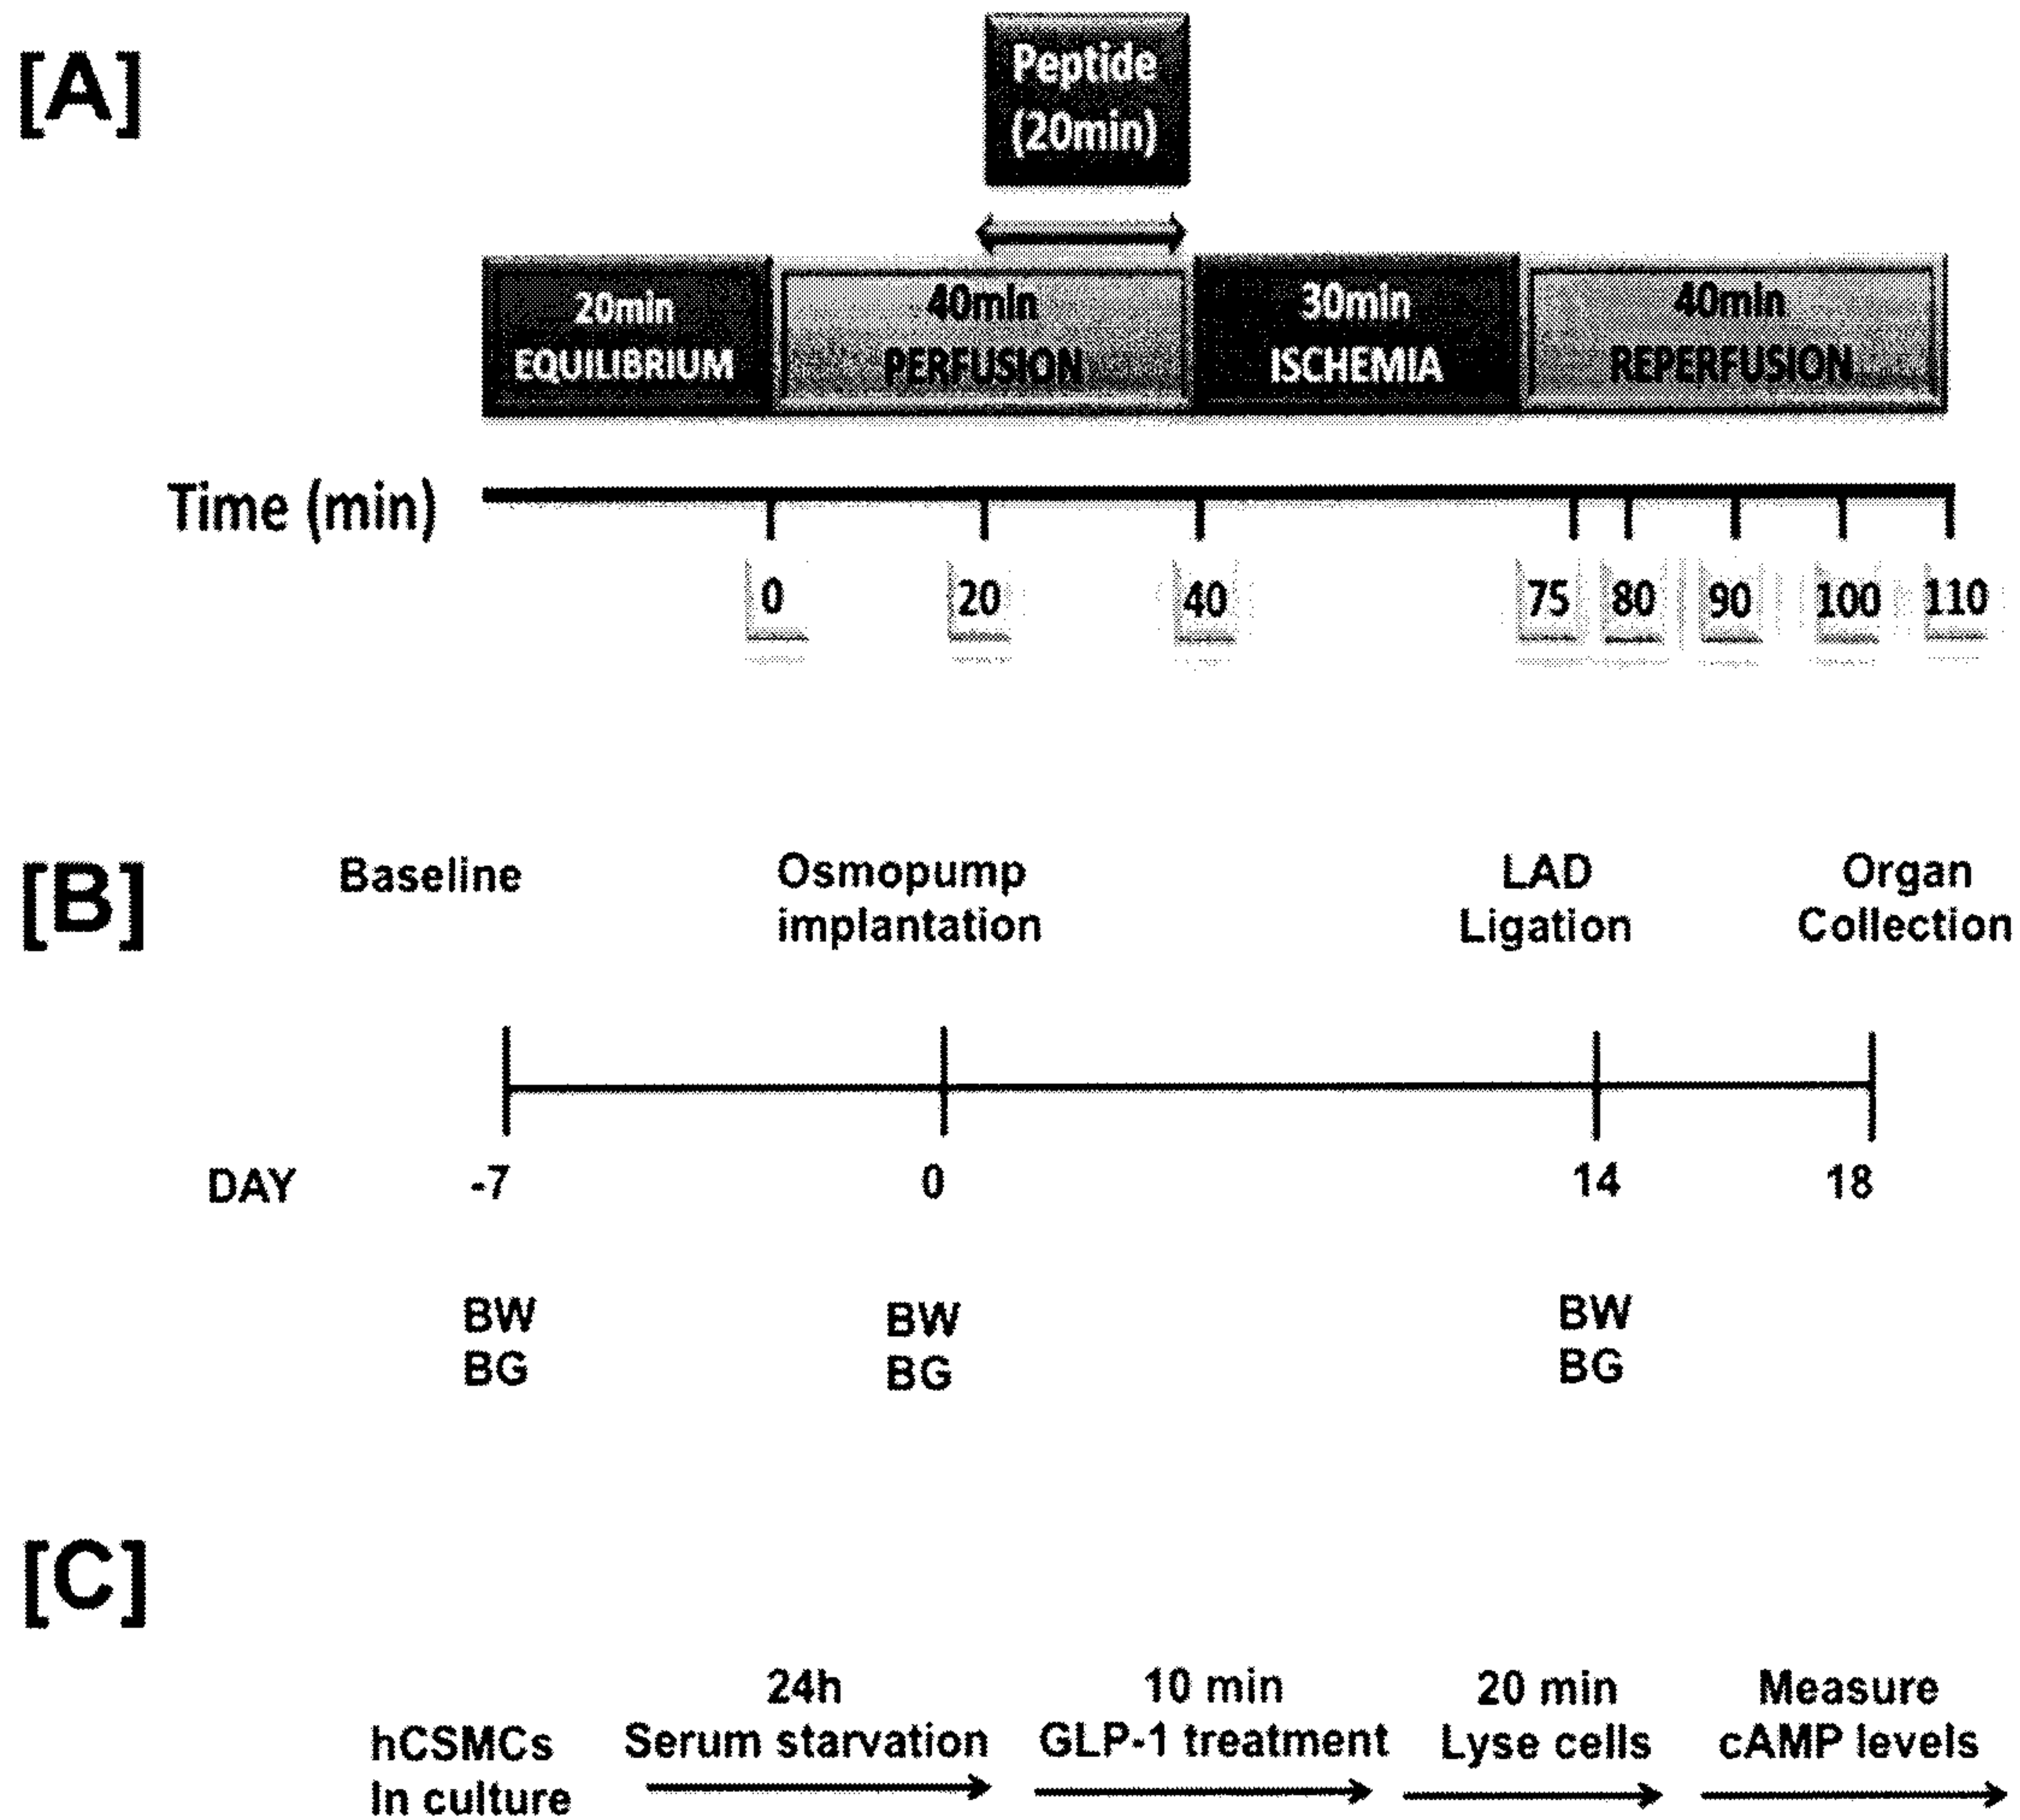 [A]
Peptide
(20min)
20min
EQUILIBRIUM
40min
PERFUSION
30min
ISCHEMIA
40min
REPERFUSION
Time (min)
0 20 40 75 80 90 100 110
[B]
Baseline
Osmopump
implantation
LAD
Ligation
Organ
Collection
DAY -7 0 14 18
BW BW BW
BG BG BG
[C]
hCSMCs
In culture
24h
Serum starvation
10 min
GLP-1 treatment
20 min
Lyse cells
Measure
cAMP levels